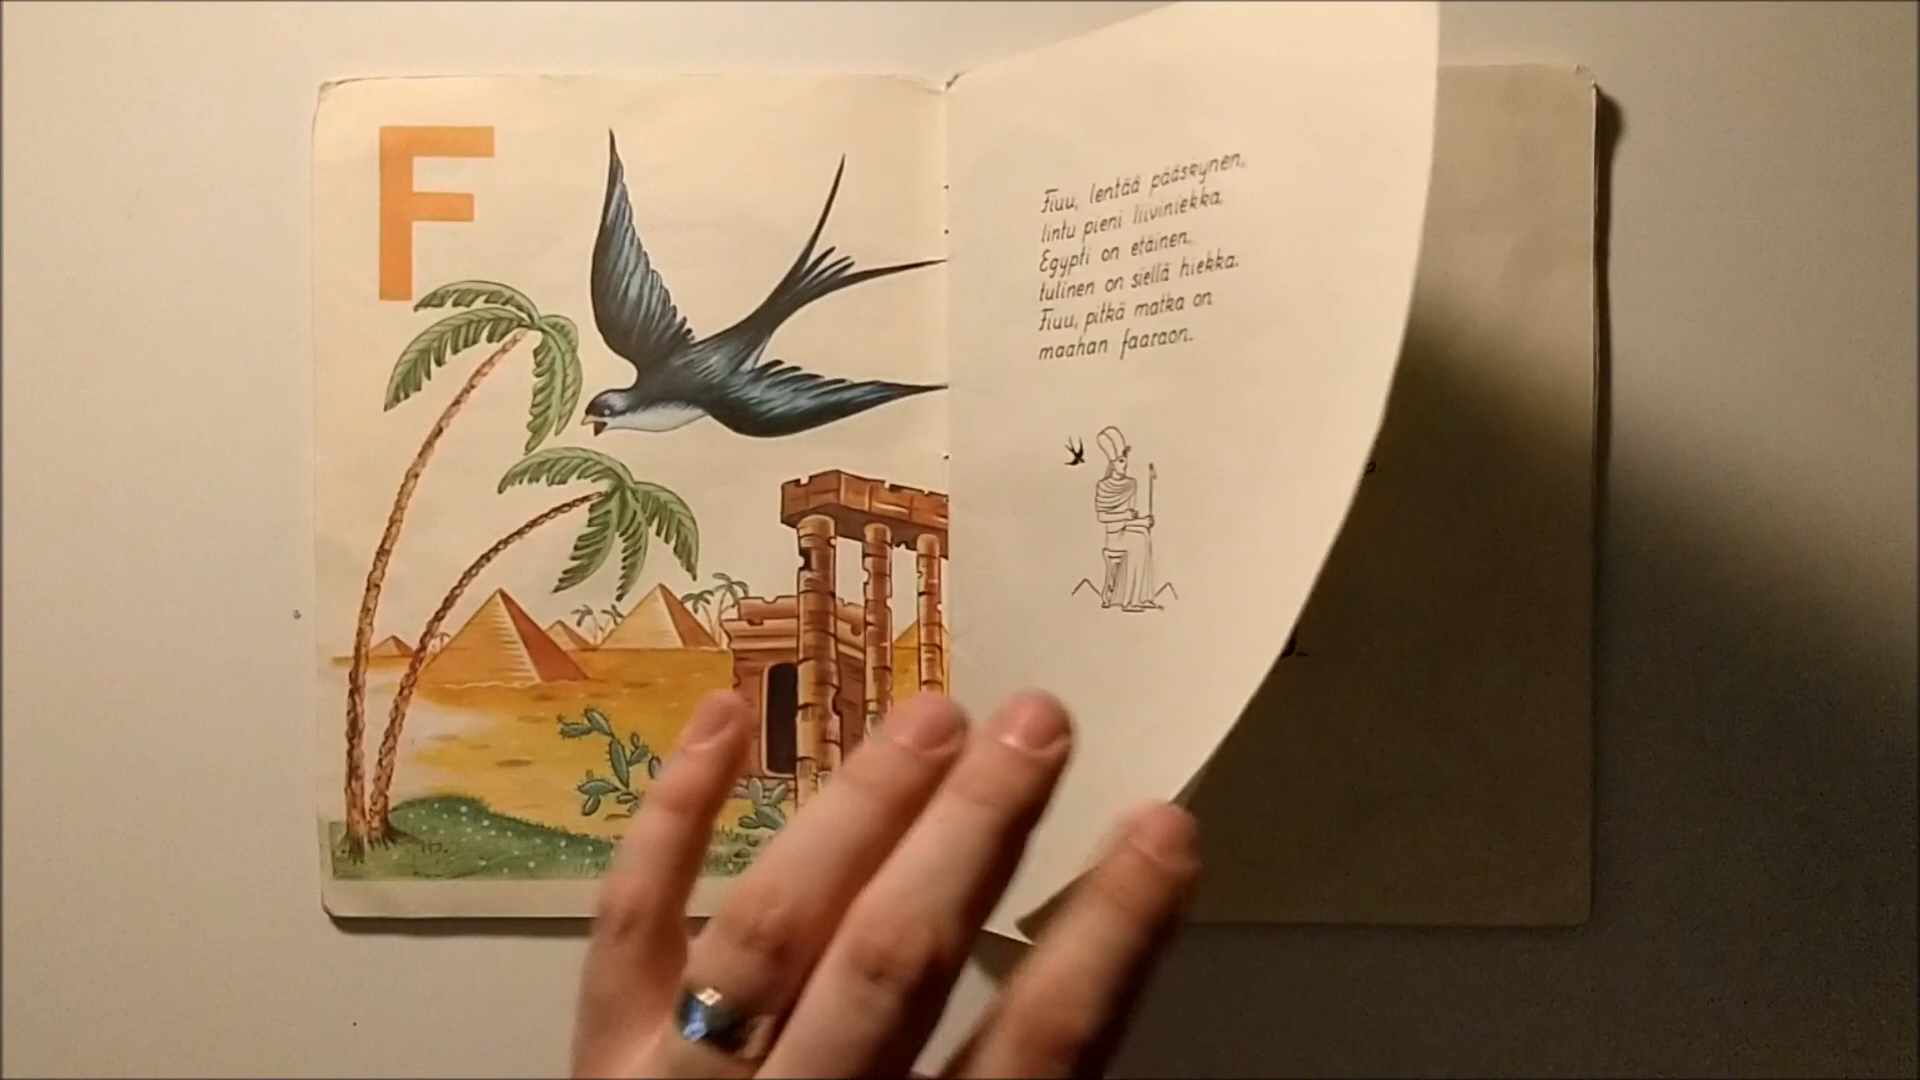 F
Fiuu, lentää pääskynen,
lintu pieni liiviniekka,
Egypti on etäinen,
tulinen on siellä hiekka.
Fiuu, pitkä matka on
maahan faaraon.